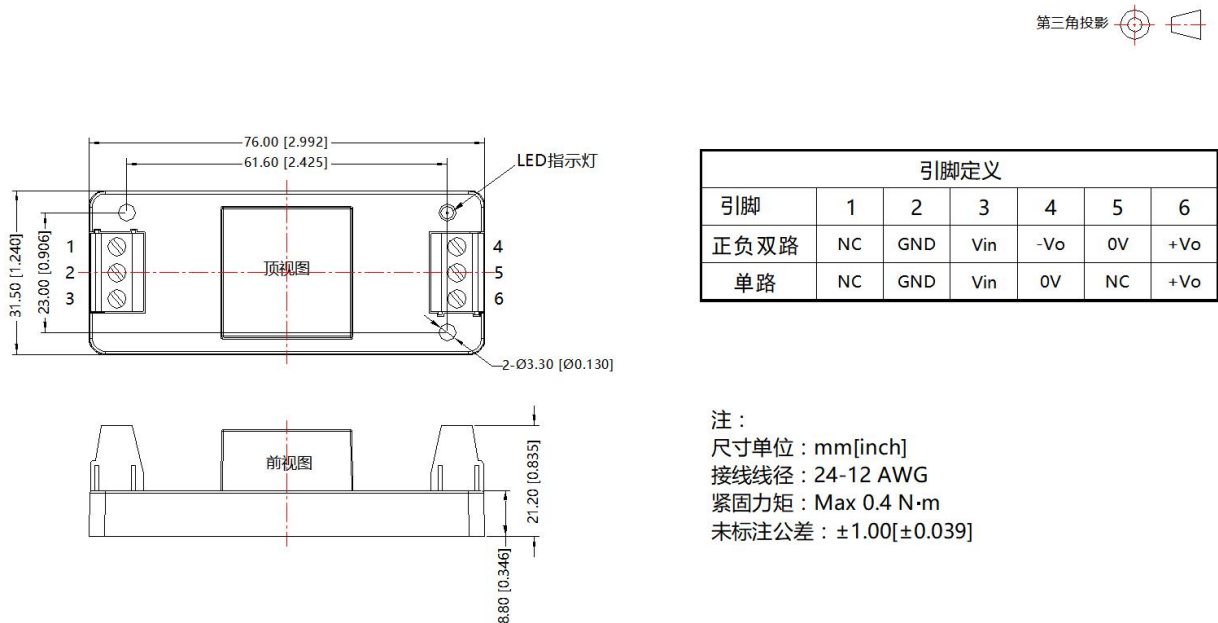 第三角投影
76.00 [2.992]
61.60 [2.425]
LED指示灯
31.50 [1.240]
23.00 [0.906]
1
2
3
顶视图
4
5
6
2-Ø3.30 [Ø0.130]
前视图
21.20 [0.835]
8.80 [0.346]
引脚定义
引脚 1 2 3 4 5 6
正负双路 NC GND Vin -Vo 0V +Vo
单路 NC GND Vin 0V NC +Vo
注：
尺寸单位：mm[inch]
接线线径：24-12 AWG
紧固力矩：Max 0.4 N·m
未标注公差：±1.00[±0.039]